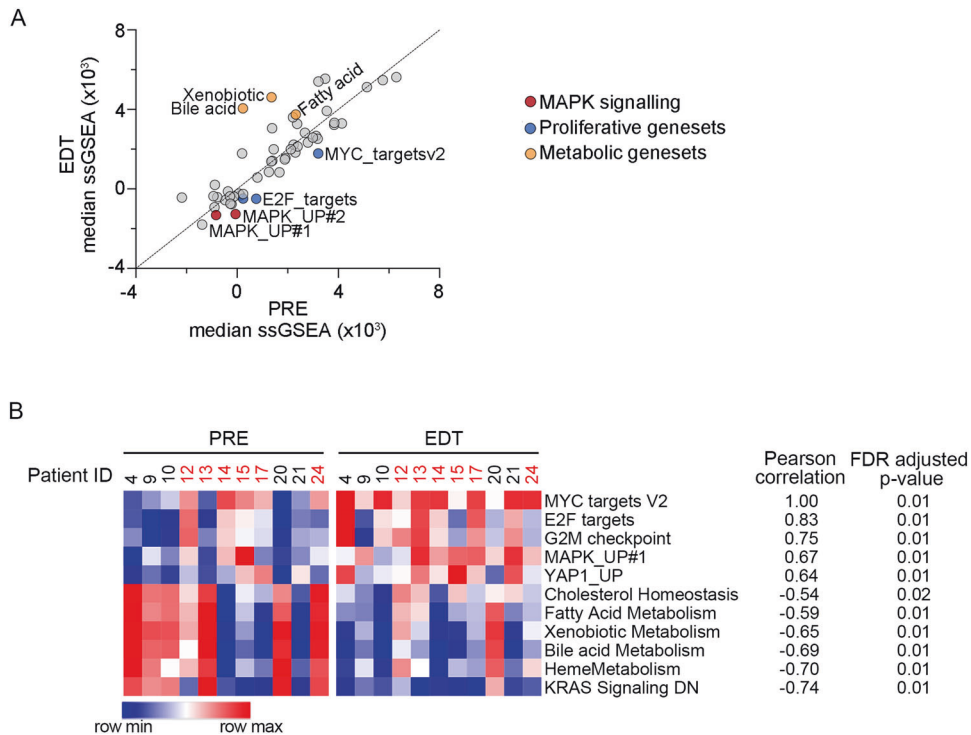 A
8
4
0
-4
-4
0
4
8
EDT
median ssGSEA (x10³)
PRE
median ssGSEA (x10³)
Xenobiotic
Bile acid
Fatty acid
MYC_targetsv2
E2F_targets
MAPK_UP#2
MAPK_UP#1
MAPK signalling
Proliferative genesets
Metabolic genesets
B
PRE EDT
Patient ID 4 9 10 12 13 14 15 17 20 21 24 4 9 10 12 13 14 15 17 20 21 24
Pearson correlation FDR adjusted p-value
MYC targets V2 1.00 0.01
E2F targets 0.83 0.01
G2M checkpoint 0.75 0.01
MAPK_UP#1 0.67 0.01
YAP1_UP 0.64 0.01
Cholesterol Homeostasis -0.54 0.02
Fatty Acid Metabolism -0.59 0.01
Xenobiotic Metabolism -0.65 0.01
Bile acid Metabolism -0.69 0.01
HemeMetabolism -0.70 0.01
KRAS Signaling DN -0.74 0.01
row min row max